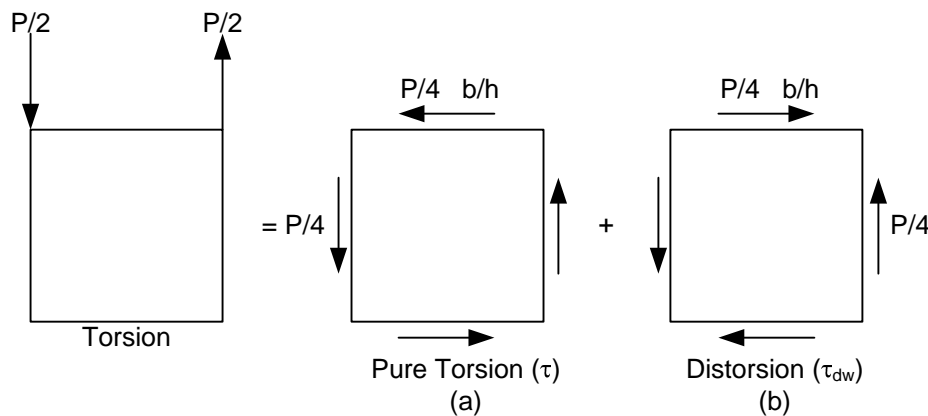 P/2
P/2
P/4 b/h
P/4 b/h
= P/4
+
P/4
Torsion
Pure Torsion (τ)
(a)
Distorsion (τdw)
(b)